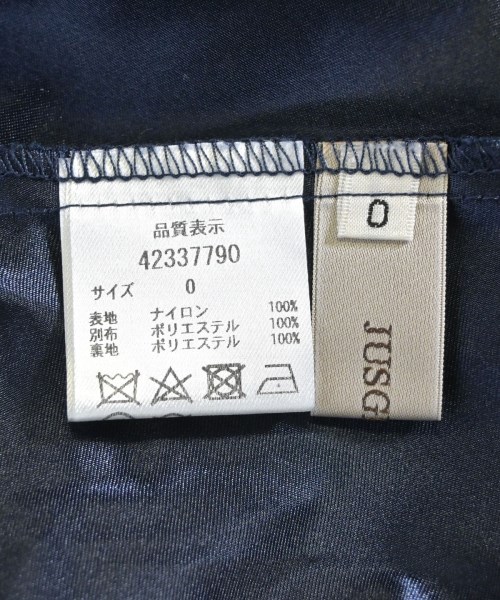 品質表示
42337790
サイズ 0
表地 ナイロン 100%
別布 ポリエステル 100%
裏地 ポリエステル 100%
0